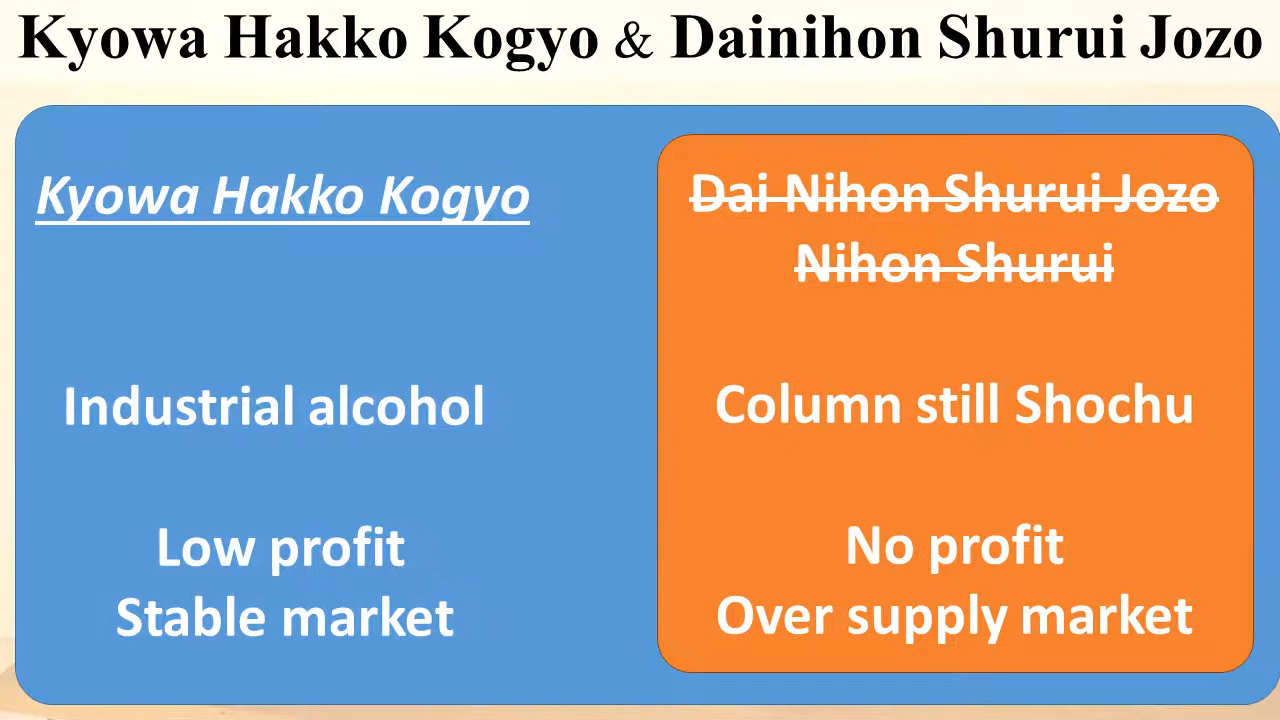 Kyowa Hakko Kogyo & Dainihon Shurui Jozo
Kyowa Hakko Kogyo
Industrial alcohol
Low profit
Stable market
Dai Nihon Shurui Jozo
Nihon Shurui
Column still Shochu
No profit
Over supply market